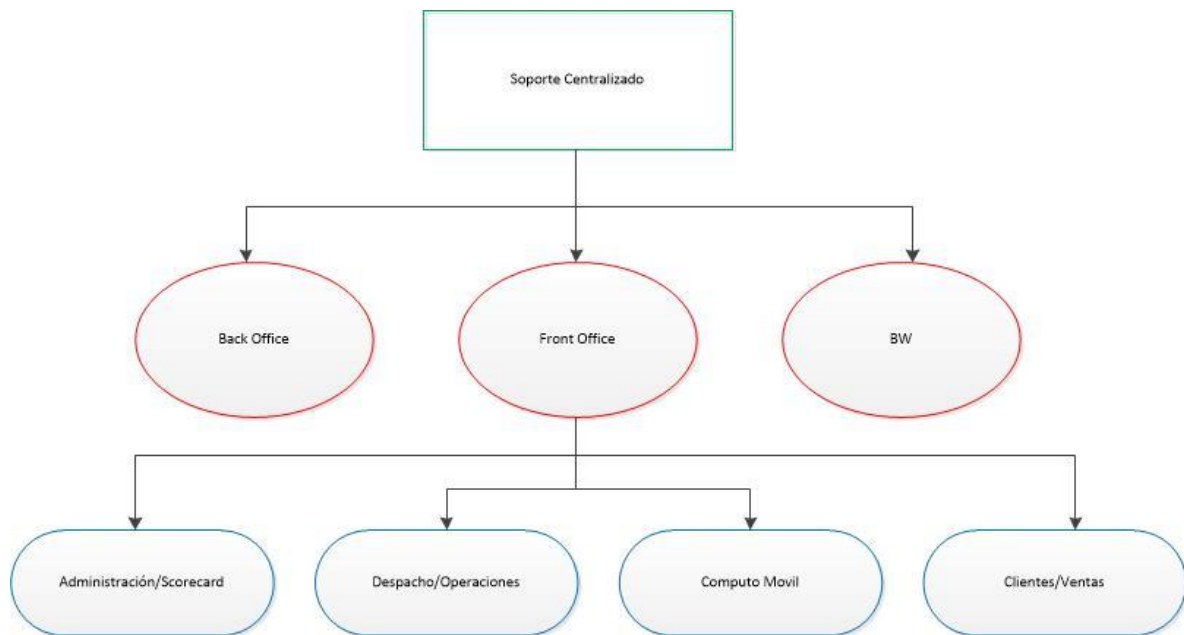 Soporte Centralizado
Back Office
Front Office
BW
Administración/Scorecard
Despacho/Operaciones
Computo Movil
Clientes/Ventas